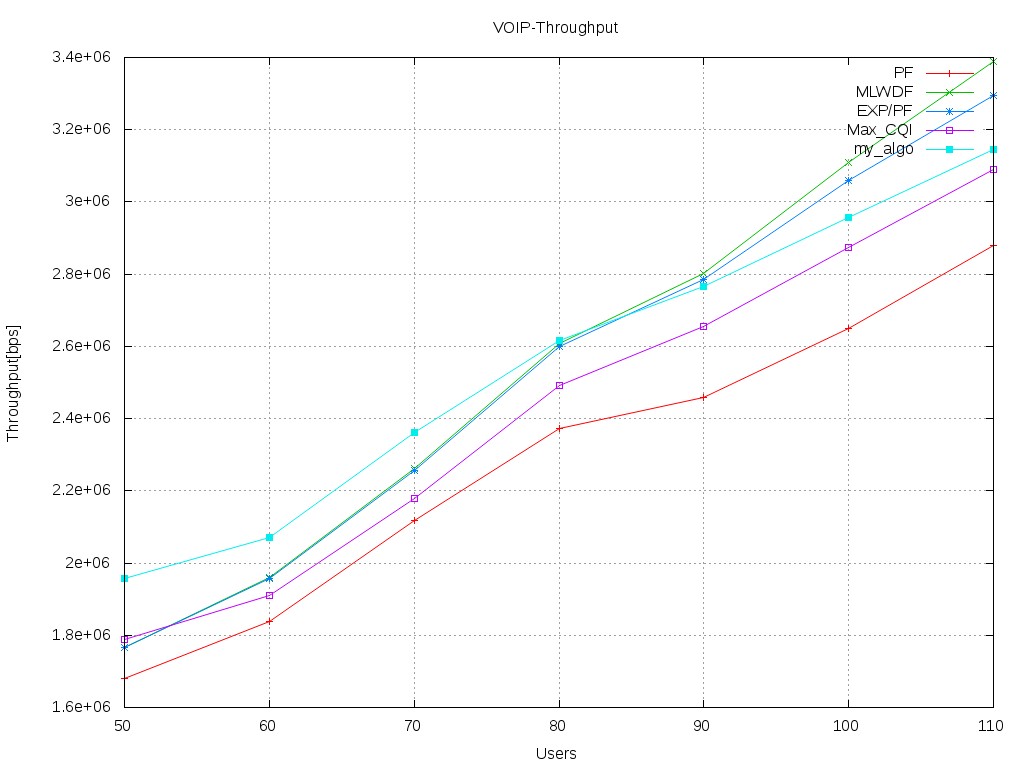 VOIP-Throughput
3.4e+06
3.2e+06
3e+06
2.8e+06
2.6e+06
2.4e+06
2.2e+06
2e+06
1.8e+06
1.6e+06
Throughput[bps]
PF
MLWDF
EXP/PF
Max_CQI
my_algo
50 60 70 80 90 100 110
Users